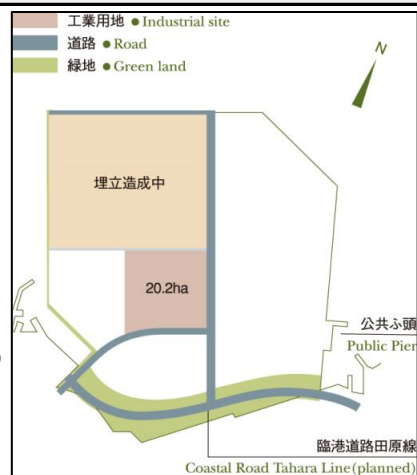 工業用地 ● Industrial site
道路 ● Road
緑地 ● Green land
N
埋立造成中
20.2ha
公共ふ頭
Public Pier
臨港道路田原線
Coastal Road Tahara Line(planned)